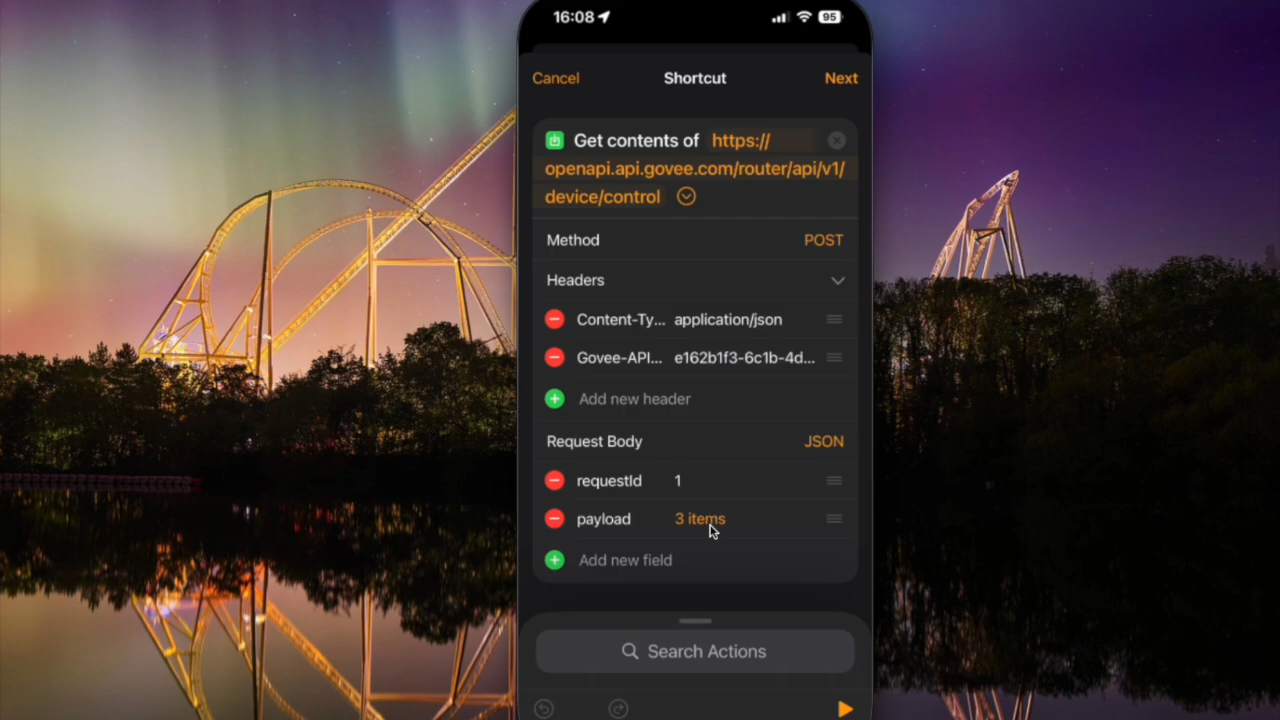 16:08
95
Cancel
Shortcut
Next
Get contents of https://
openapi.api.govee.com/router/api/v1/
device/control
Method
POST
Headers
Content-Ty... application/json
Govee-API... e162b1f3-6c1b-4d...
Add new header
Request Body
JSON
requestId 1
payload 3 items
Add new field
Search Actions